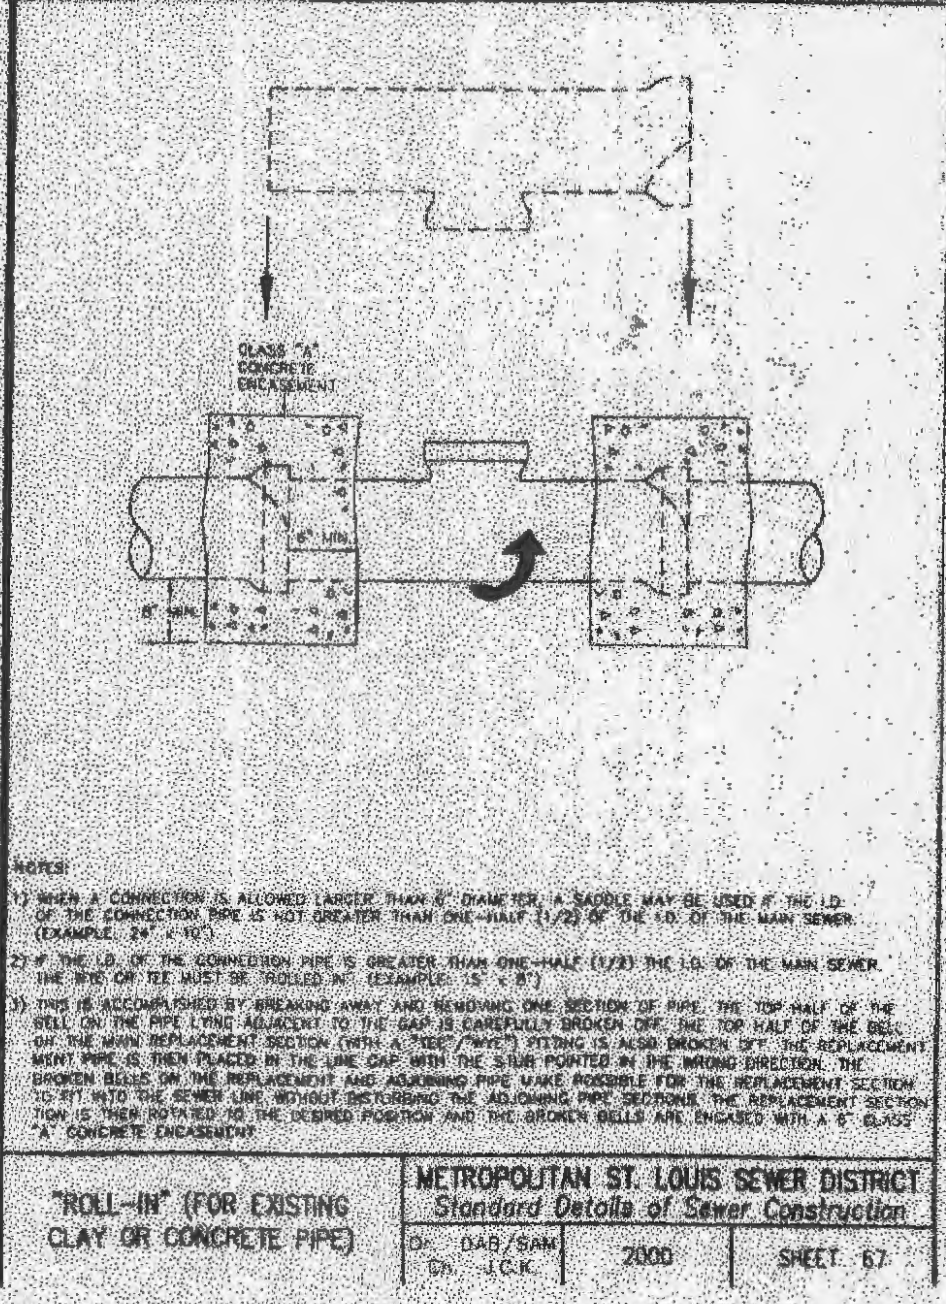 CLASS "A"
CONCRETE
ENCASEMENT
6" MIN.
6" MIN.
NOTES:
1) WHEN A CONNECTION IS ALLOWED LARGER THAN 6" DIAMETER, A SADDLE MAY BE USED IF THE I.D.
OF THE CONNECTION PIPE IS NOT GREATER THAN ONE-HALF (1/2) OF THE I.D. OF THE MAIN SEWER.
(EXAMPLE: 24" x 10")
2) IF THE I.D. OF THE CONNECTION PIPE IS GREATER THAN ONE-HALF (1/2) THE I.D. OF THE MAIN SEWER,
THE WYE OR TEE MUST BE "ROLLED IN" (EXAMPLE: 15" x 8")
3) THIS IS ACCOMPLISHED BY BREAKING AWAY AND REMOVING ONE SECTION OF PIPE. THE TOP HALF OF THE
BELL ON THE PIPE LYING ADJACENT TO THE GAP IS CAREFULLY BROKEN OFF. THE TOP HALF OF THE BELL
ON THE MAIN REPLACEMENT SECTION (WITH A "TEE"/"WYE") FITTING IS ALSO BROKEN OFF. THE REPLACE-
MENT PIPE IS THEN PLACED IN THE LINE GAP WITH THE STUB POINTED IN THE WRONG DIRECTION. THE
BROKEN BELLS ON THE REPLACEMENT AND ADJOINING PIPE MAKE POSSIBLE FOR THE REPLACEMENT SECTION
TO FIT INTO THE SEWER LINE WITHOUT DISTURBING THE ADJOINING PIPE SECTIONS. THE REPLACEMENT SEC-
TION IS THEN ROTATED TO THE DESIRED POSITION AND THE BROKEN BELLS ARE ENCASED WITH A 6" CLASS
"A" CONCRETE ENCASEMENT
"ROLL-IN" (FOR EXISTING
CLAY OR CONCRETE PIPE)
METROPOLITAN ST. LOUIS SEWER DISTRICT
Standard Details of Sewer Construction
DAB/SAM
J.C.K.
2000
SHEET 67